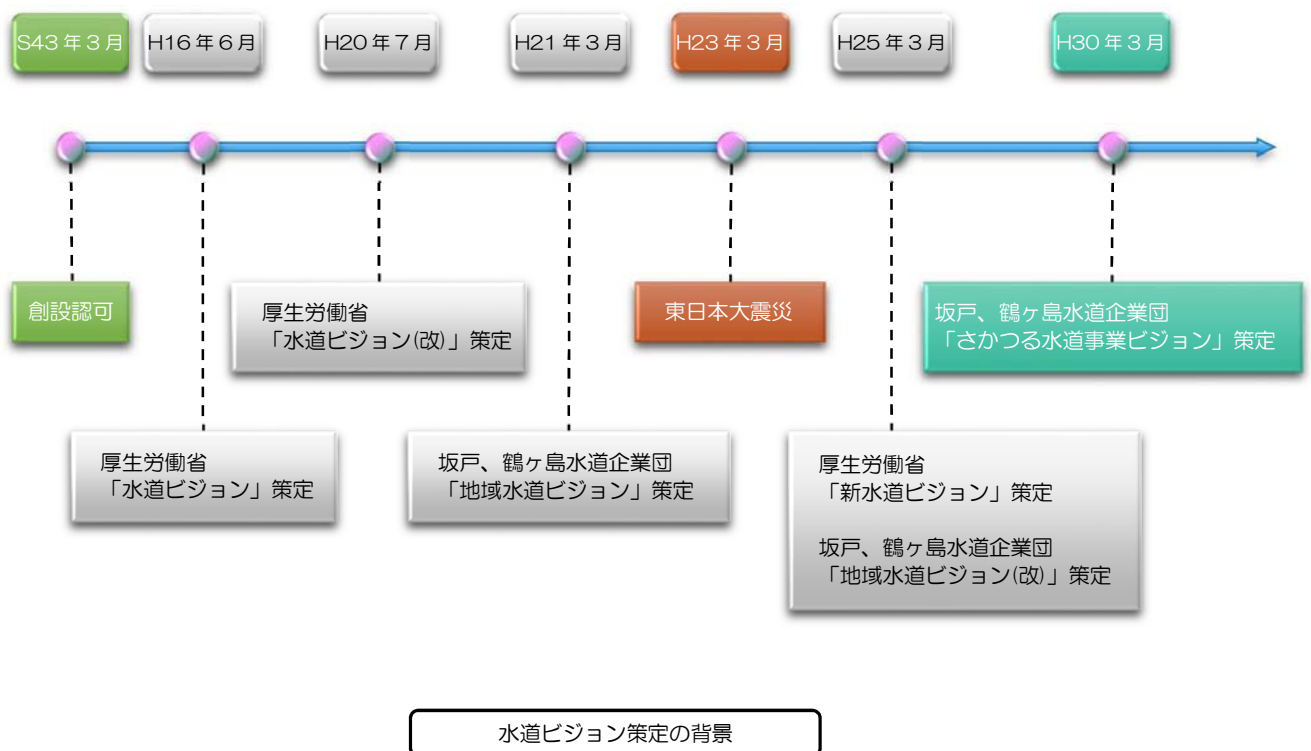 S43年3月
H16年6月
H20年7月
H21年3月
H23年3月
H25年3月
H30年3月
創設認可
厚生労働省
「水道ビジョン(改)」策定
東日本大震災
坂戸、鶴ヶ島水道企業団
「さかつる水道事業ビジョン」策定
厚生労働省
「水道ビジョン」策定
坂戸、鶴ヶ島水道企業団
「地域水道ビジョン」策定
厚生労働省
「新水道ビジョン」策定
坂戸、鶴ヶ島水道企業団
「地域水道ビジョン(改)」策定
水道ビジョン策定の背景